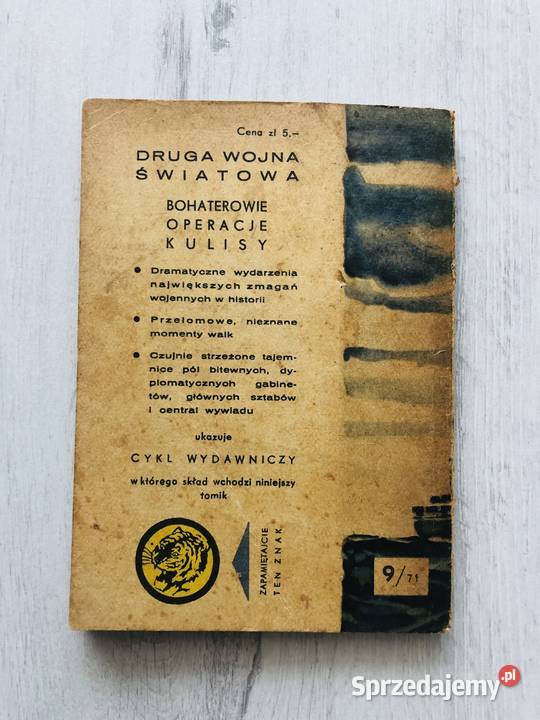 Cena zł 5.–
DRUGA WOJNA
ŚWIATOWA
BOHATEROWIE
OPERACJE
KULISY
● Dramatyczne wydarzenia
największych zmagań
wojennych w historii
● Przełomowe, nieznane
momenty walk
● Czujnie strzeżone tajem-
nice pól bitewnych, dy-
plomatycznych gabine-
tów, głównych sztabów
i central wywiadu
ukazuje
CYKL WYDAWNICZY
w którego skład wchodzi niniejszy
tomik
ZAPAMIĘTAJCIE
TEN ZNAK
9/71
Sprzedajemy.pl